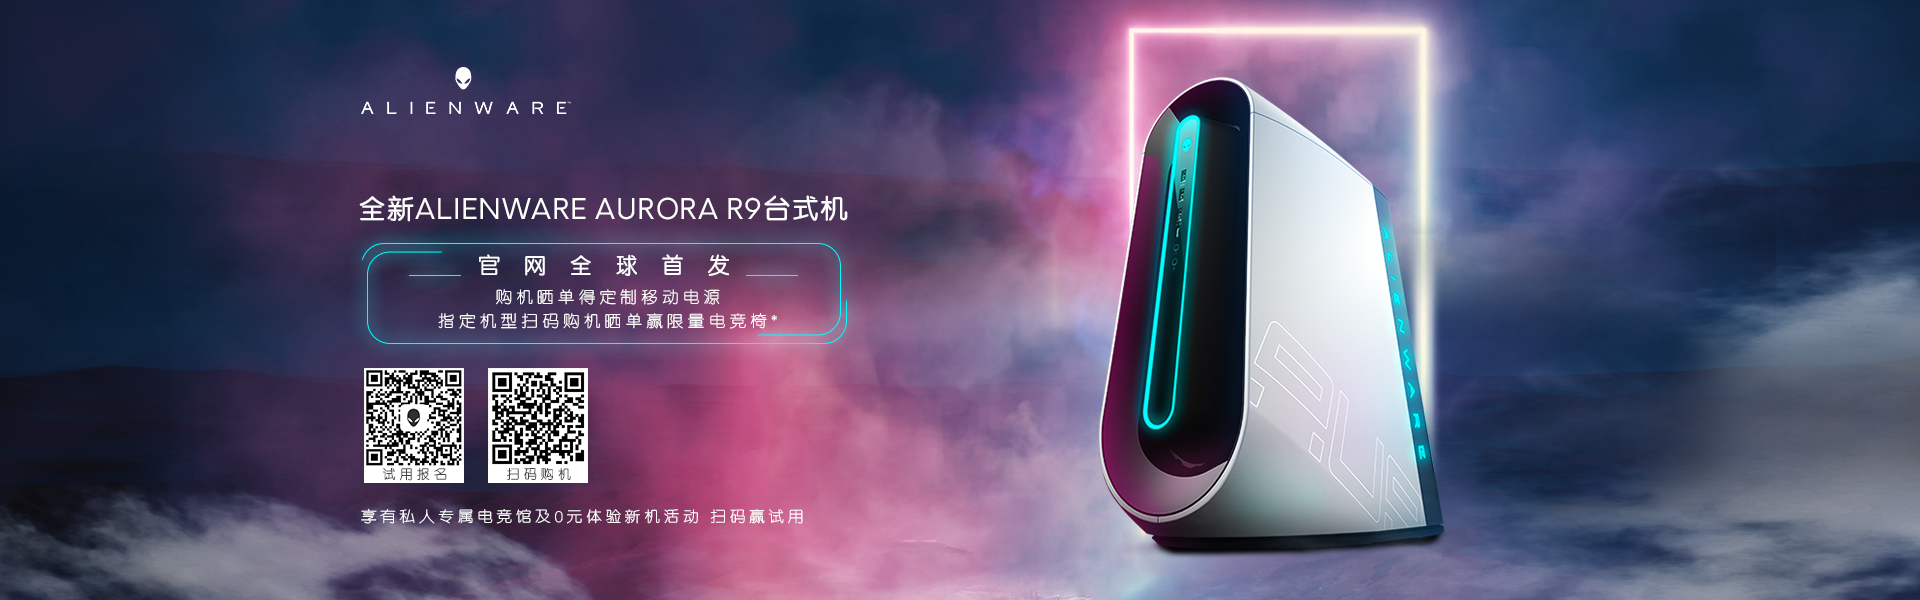 ALIENWARE™
全新ALIENWARE AURORA R9台式机
官网全球首发
购机晒单得定制移动电源
指定机型扫码购机晒单赢限量电竞椅*
试用报名
扫码购机
享有私人专属电竞馆及0元体验新机活动 扫码赢试用
ALIENWARE